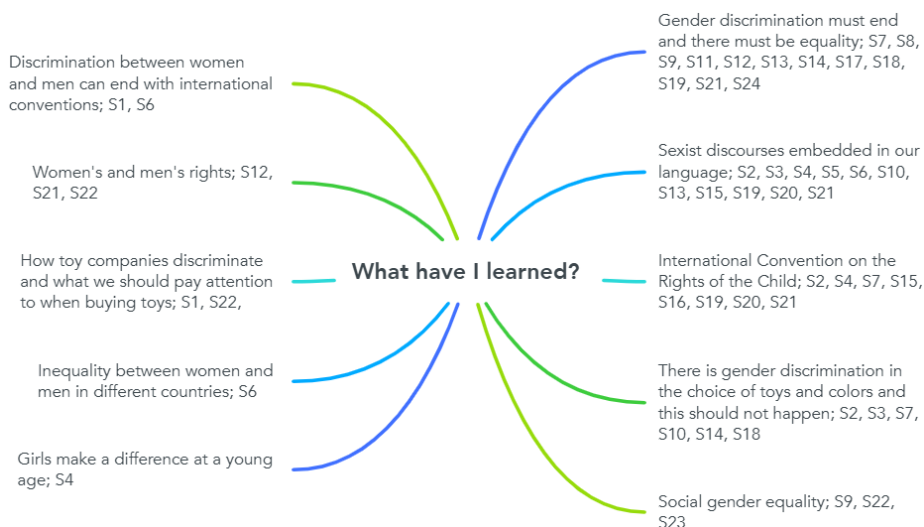 Discrimination between women
and men can end with international
conventions; S1, S6
Women's and men's rights; S12,
S21, S22
How toy companies discriminate
and what we should pay attention
to when buying toys; S1, S22,
Inequality between women and
men in different countries; S6
Girls make a difference at a young
age; S4
What have I learned?
Gender discrimination must end
and there must be equality; S7, S8,
S9, S11, S12, S13, S14, S17, S18,
S19, S21, S24
Sexist discourses embedded in our
language; S2, S3, S4, S5, S6, S10,
S13, S15, S19, S20, S21
International Convention on the
Rights of the Child; S2, S4, S7, S15,
S16, S19, S20, S21
There is gender discrimination in
the choice of toys and colors and
this should not happen; S2, S3, S7,
S10, S14, S18
Social gender equality; S9, S22,
S23